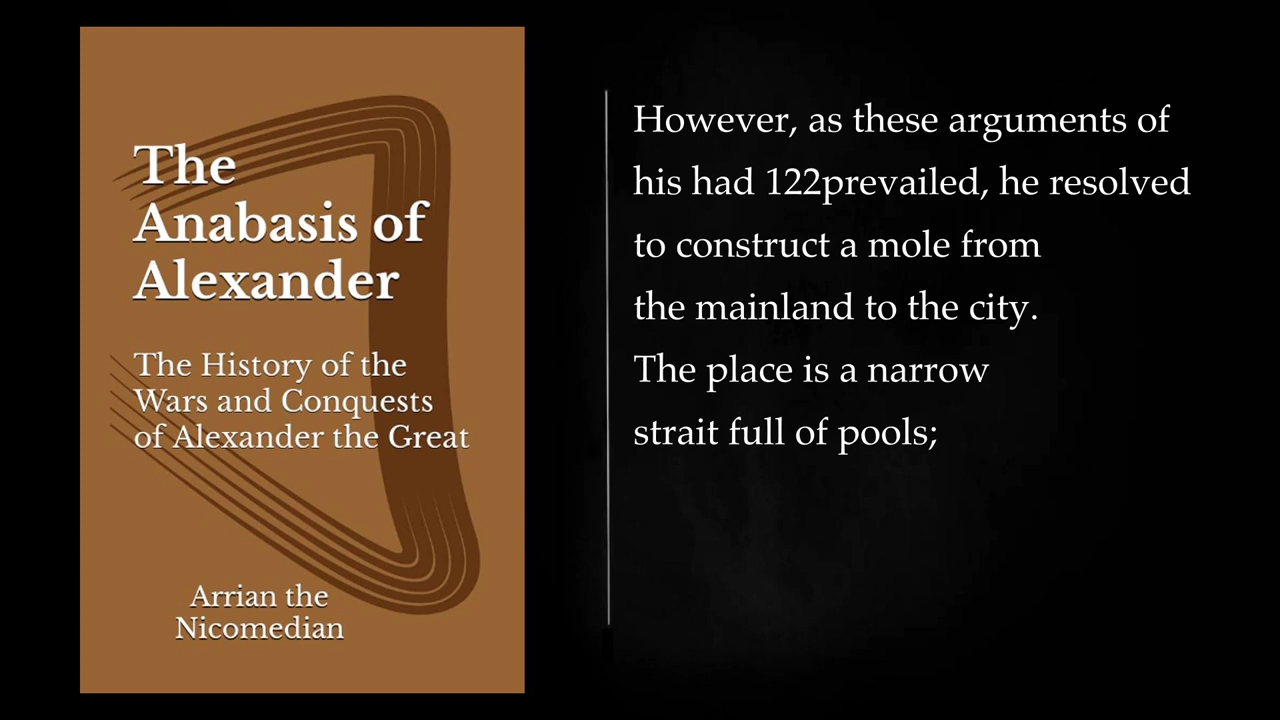 The
Anabasis of
Alexander
The History of the
Wars and Conquests
of Alexander the Great
Arrian the
Nicomedian
However, as these arguments of
his had 122prevailed, he resolved
to construct a mole from
the mainland to the city.
The place is a narrow
strait full of pools;